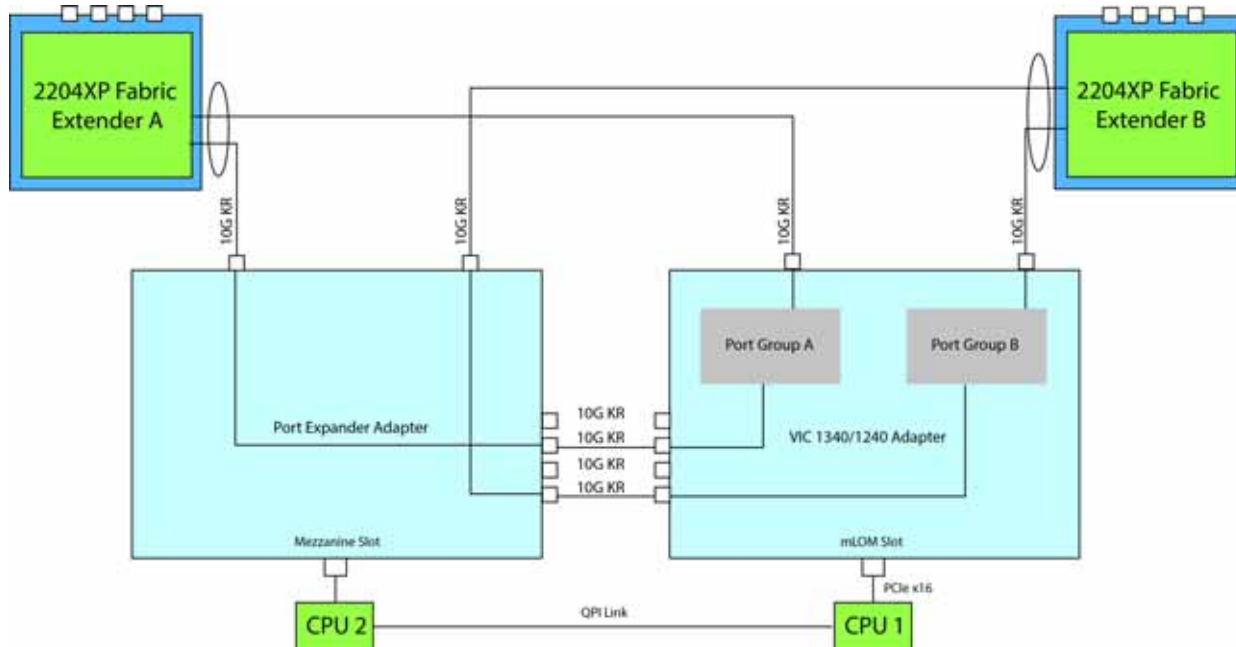 2204XP Fabric
Extender A
2204XP Fabric
Extender B
10G KR
10G KR
10G KR
10G KR
Port Group A
Port Group B
Port Expander Adapter
10G KR
10G KR
10G KR
10G KR
VIC 1340/1240 Adapter
Mezzanine Slot
mLOM Slot
PCIe x16
CPU 2
QPI Link
CPU 1